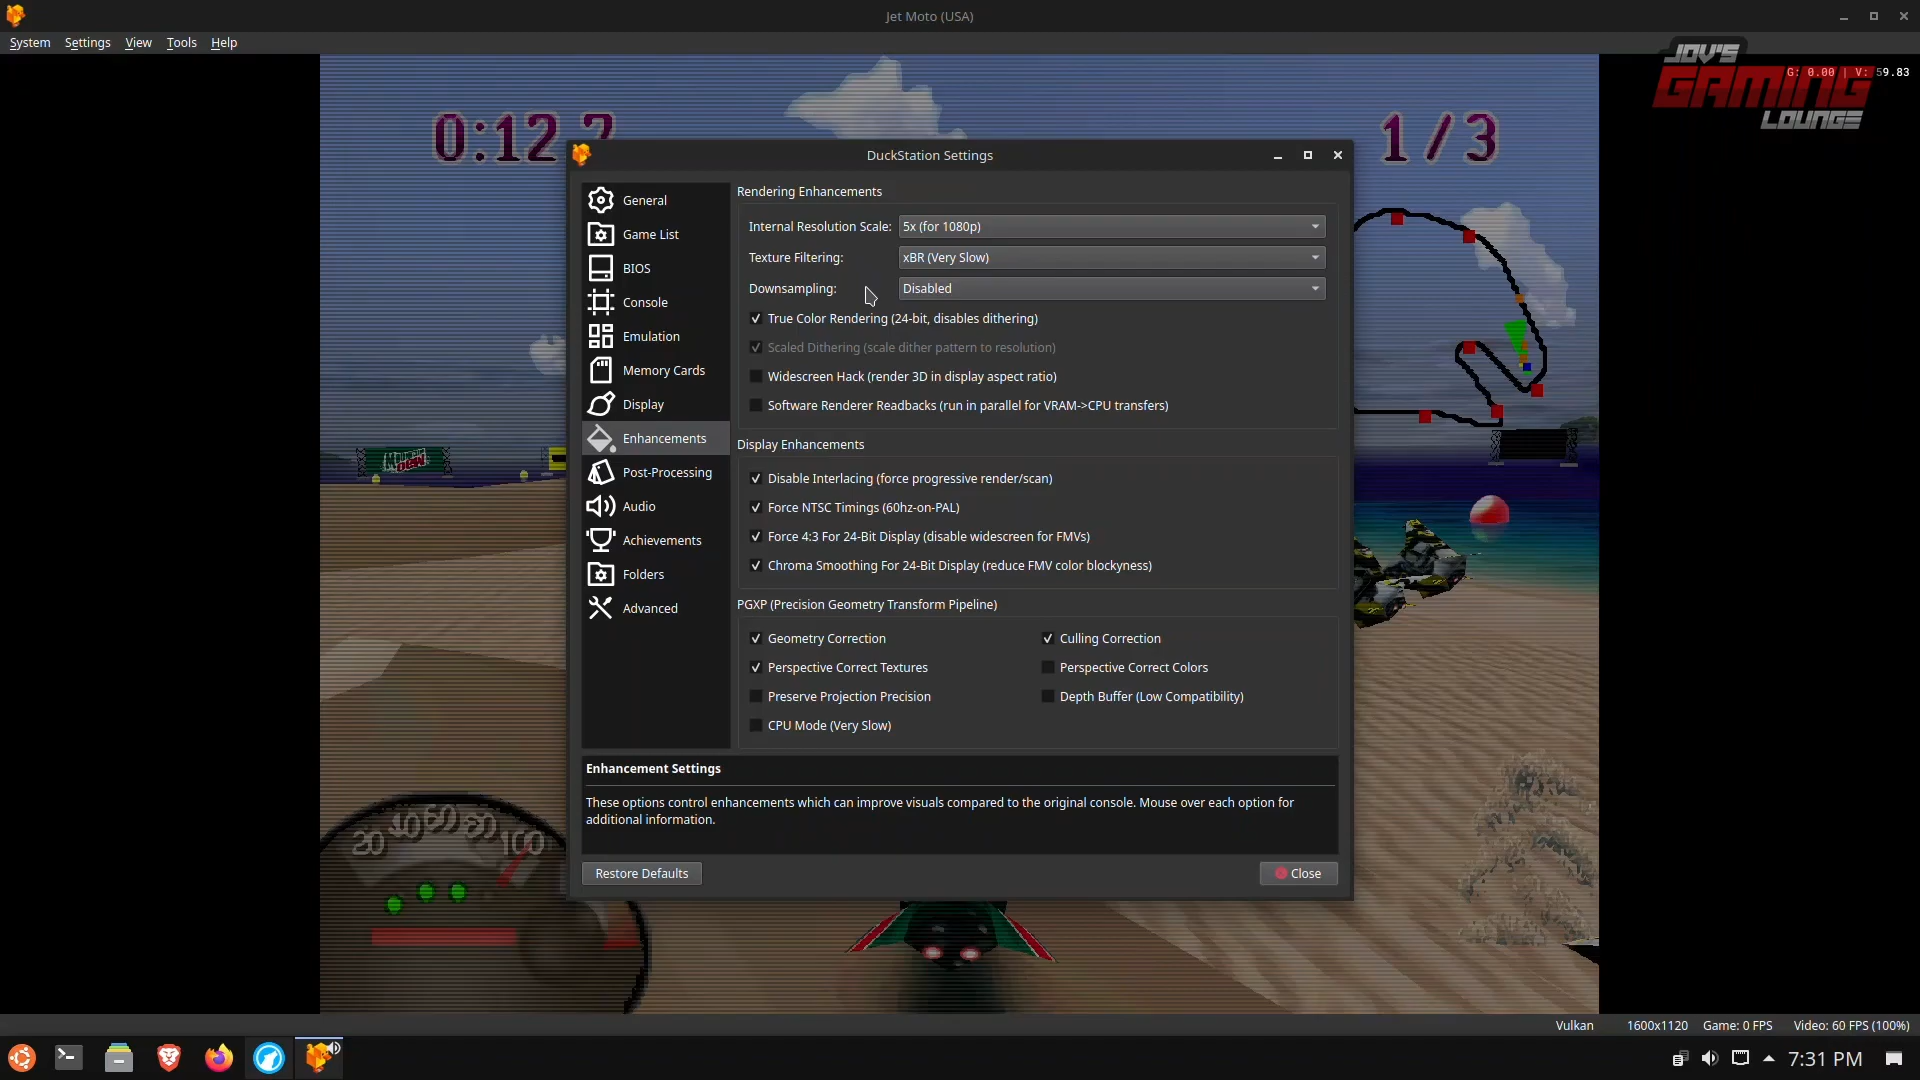 Jet Moto (USA)
System Settings View Tools Help
JOV'S
GAMING
LOUNGE
G: 0.00 | V: 59.83
0:12
1/3
DuckStation Settings
General
Game List
BIOS
Console
Emulation
Memory Cards
Display
Enhancements
Post-Processing
Audio
Achievements
Folders
Advanced
Rendering Enhancements
Internal Resolution Scale: 5x (for 1080p)
Texture Filtering: xBR (Very Slow)
Downsampling: Disabled
True Color Rendering (24-bit, disables dithering)
Scaled Dithering (scale dither pattern to resolution)
Widescreen Hack (render 3D in display aspect ratio)
Software Renderer Readbacks (run in parallel for VRAM->CPU transfers)
Display Enhancements
Disable Interlacing (force progressive render/scan)
Force NTSC Timings (60hz-on-PAL)
Force 4:3 For 24-Bit Display (disable widescreen for FMVs)
Chroma Smoothing For 24-Bit Display (reduce FMV color blockyness)
PGXP (Precision Geometry Transform Pipeline)
Geometry Correction Culling Correction
Perspective Correct Textures Perspective Correct Colors
Preserve Projection Precision Depth Buffer (Low Compatibility)
CPU Mode (Very Slow)
Enhancement Settings
These options control enhancements which can improve visuals compared to the original console. Mouse over each option for
additional information.
Restore Defaults Close
20 40 60 80 100
Vulkan 1600x1120 Game: 0 FPS Video: 60 FPS (100%)
7:31 PM